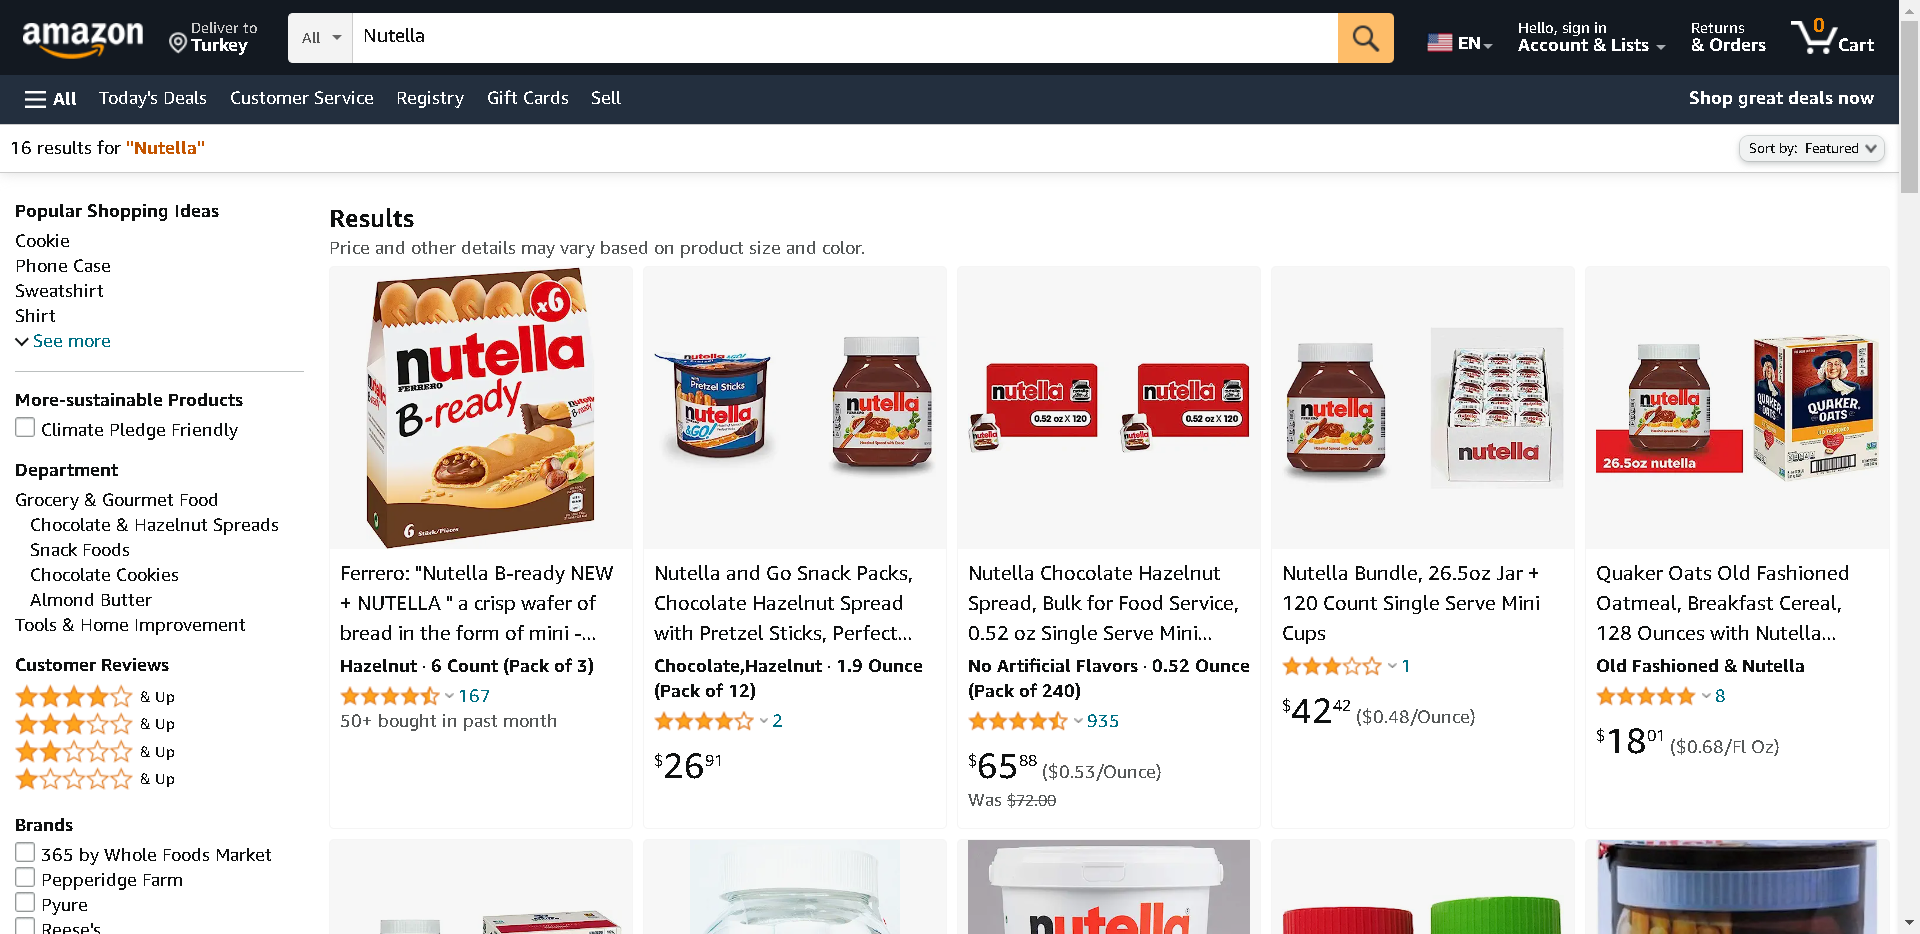 amazon
Deliver to
Turkey
All
Nutella
EN
Hello, sign in
Account & Lists
Returns
& Orders
0
Cart
All
Today's Deals
Customer Service
Registry
Gift Cards
Sell
Shop great deals now
16 results for "Nutella"
Sort by: Featured
Popular Shopping Ideas
Cookie
Phone Case
Sweatshirt
Shirt
See more
More-sustainable Products
Climate Pledge Friendly
Department
Grocery & Gourmet Food
Chocolate & Hazelnut Spreads
Snack Foods
Chocolate Cookies
Almond Butter
Tools & Home Improvement
Customer Reviews
& Up
& Up
& Up
& Up
Brands
365 by Whole Foods Market
Pepperidge Farm
Pyure
Reese's
Results
Price and other details may vary based on product size and color.
x6
nutella
FERRERO
B-ready
6
Ferrero: "Nutella B-ready NEW
+ NUTELLA " a crisp wafer of
bread in the form of mini -...
Hazelnut · 6 Count (Pack of 3)
167
50+ bought in past month
Pretzel Sticks
nutella
&GO!
nutella
Nutella and Go Snack Packs,
Chocolate Hazelnut Spread
with Pretzel Sticks, Perfect...
Chocolate,Hazelnut · 1.9 Ounce
(Pack of 12)
2
$26.91
nutella
0.52 oz X 120
nutella
nutella
0.52 oz X 120
nutella
Nutella Chocolate Hazelnut
Spread, Bulk for Food Service,
0.52 oz Single Serve Mini...
No Artificial Flavors · 0.52 Ounce
(Pack of 240)
935
$65.88 ($0.53/Ounce)
Was $72.00
nutella
nutella
Nutella Bundle, 26.5oz Jar +
120 Count Single Serve Mini
Cups
1
$42.42 ($0.48/Ounce)
nutella
26.5oz nutella
QUAKER
OATS
QUAKER
OATS
Quaker Oats Old Fashioned
Oatmeal, Breakfast Cereal,
128 Ounces with Nutella...
Old Fashioned & Nutella
8
$18.01 ($0.68/Fl Oz)
nutella